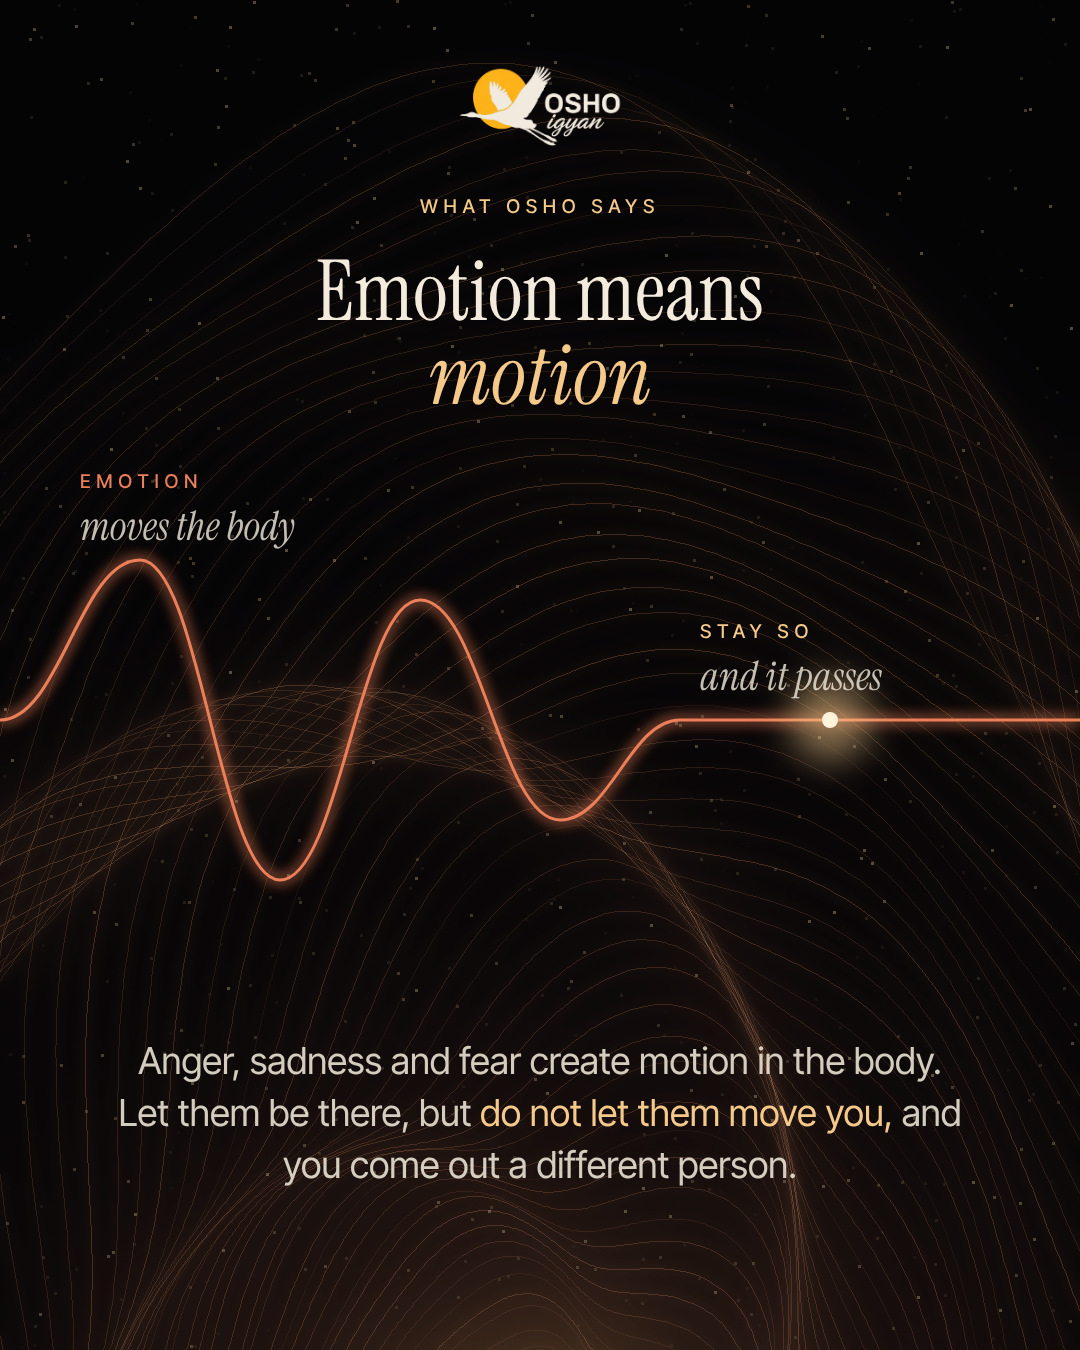 OSHO
igyan
WHAT OSHO SAYS
Emotion means
motion
EMOTION
moves the body
STAY SO
and it passes
Anger, sadness and fear create motion in the body.
Let them be there, but do not let them move you, and
you come out a different person.